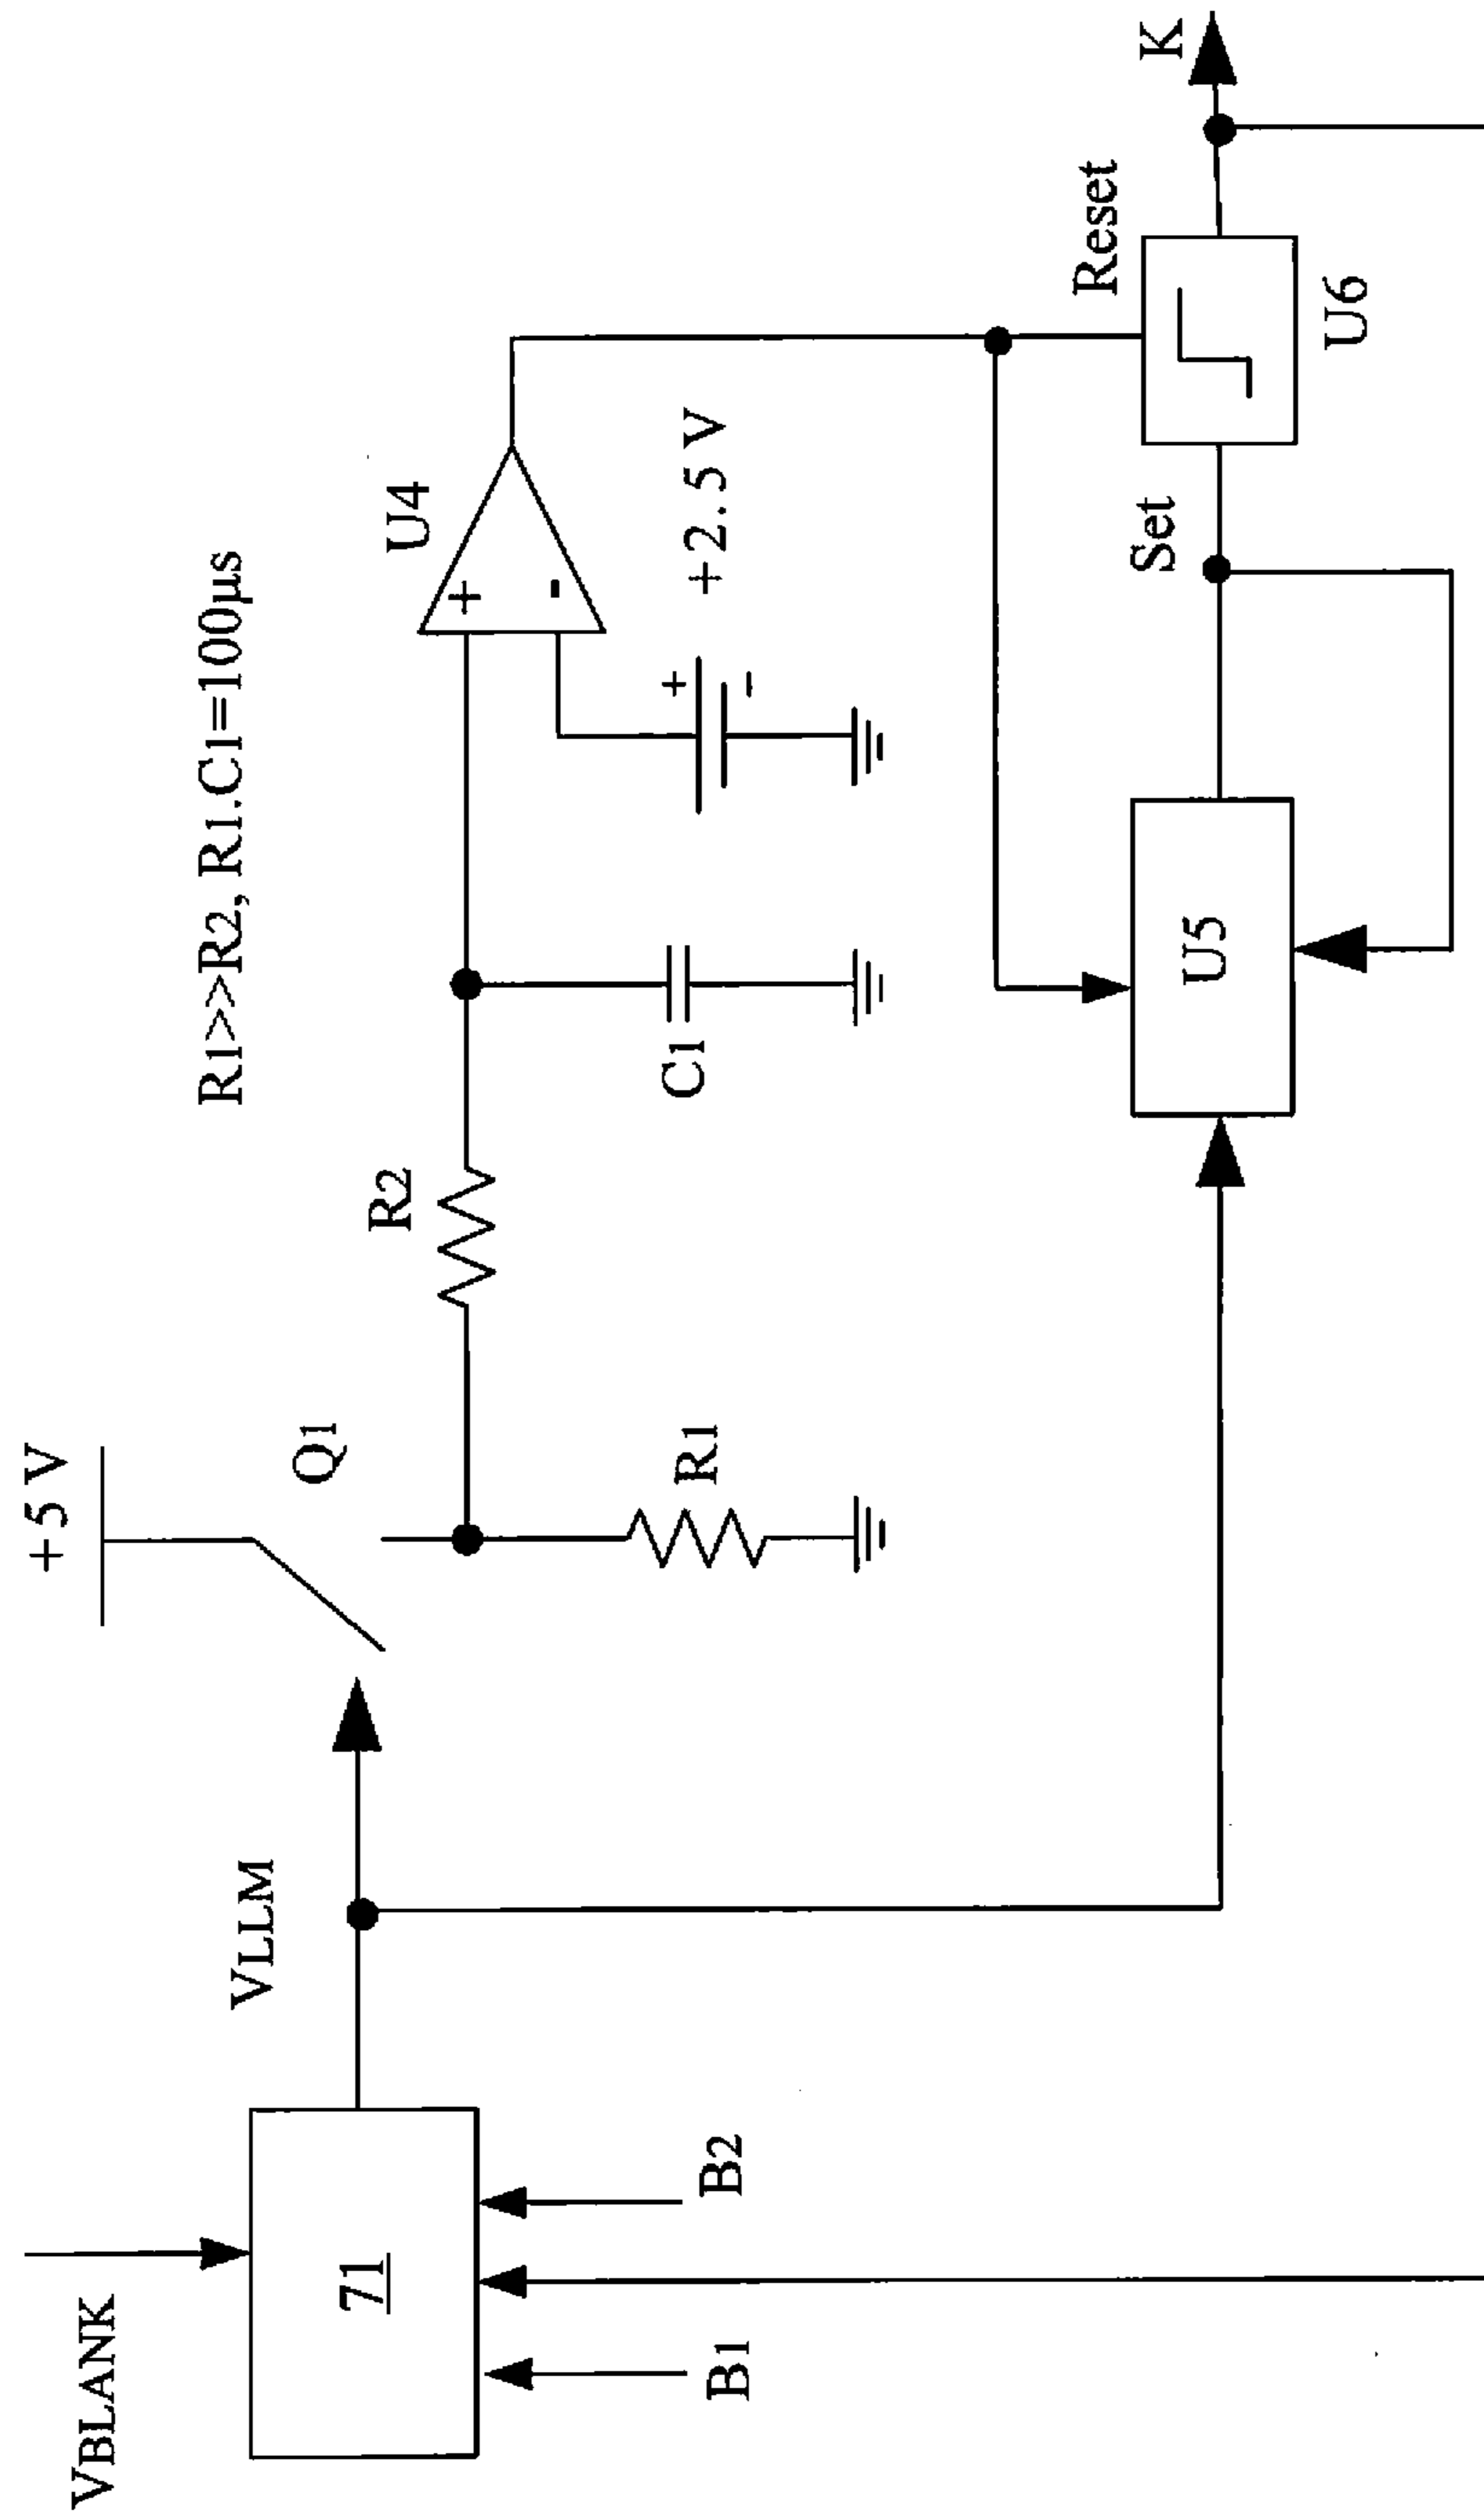 R1>>R2, R1.C1=100µs
+5 V
Q1
R2
U4
+
-
+2.5 V
+
-
C1
R1
VBLANK
VLLM
71
B1
B2
U5
Set
Reset
U6
K